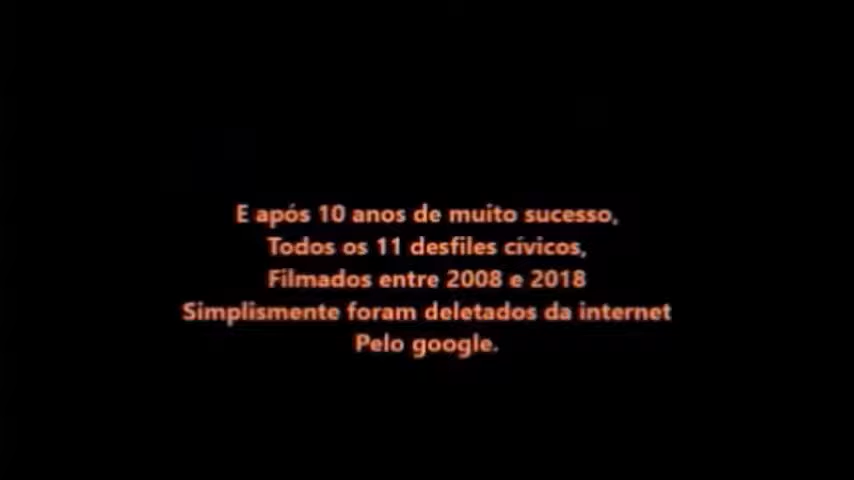 E após 10 anos de muito sucesso,
Todos os 11 desfiles cívicos,
Filmados entre 2008 e 2018
Simplismente foram deletados da internet
Pelo google.